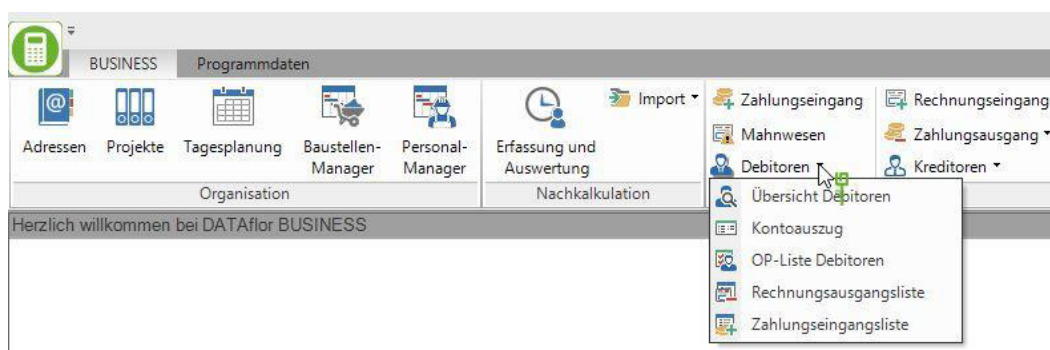 BUSINESS Programmdaten
Import Zahlungseingang Rechnungseingang
Mahnwesen Zahlungsausgang
Adressen Projekte Tagesplanung Baustellen-
Manager Personal-
Manager Erfassung und
Auswertung
Debitoren Kreditoren
Organisation Nachkalkulation
Übersicht Debitoren
Herzlich willkommen bei DATAflor BUSINESS
Kontoauszug
OP-Liste Debitoren
Rechnungsausgangsliste
Zahlungseingangsliste